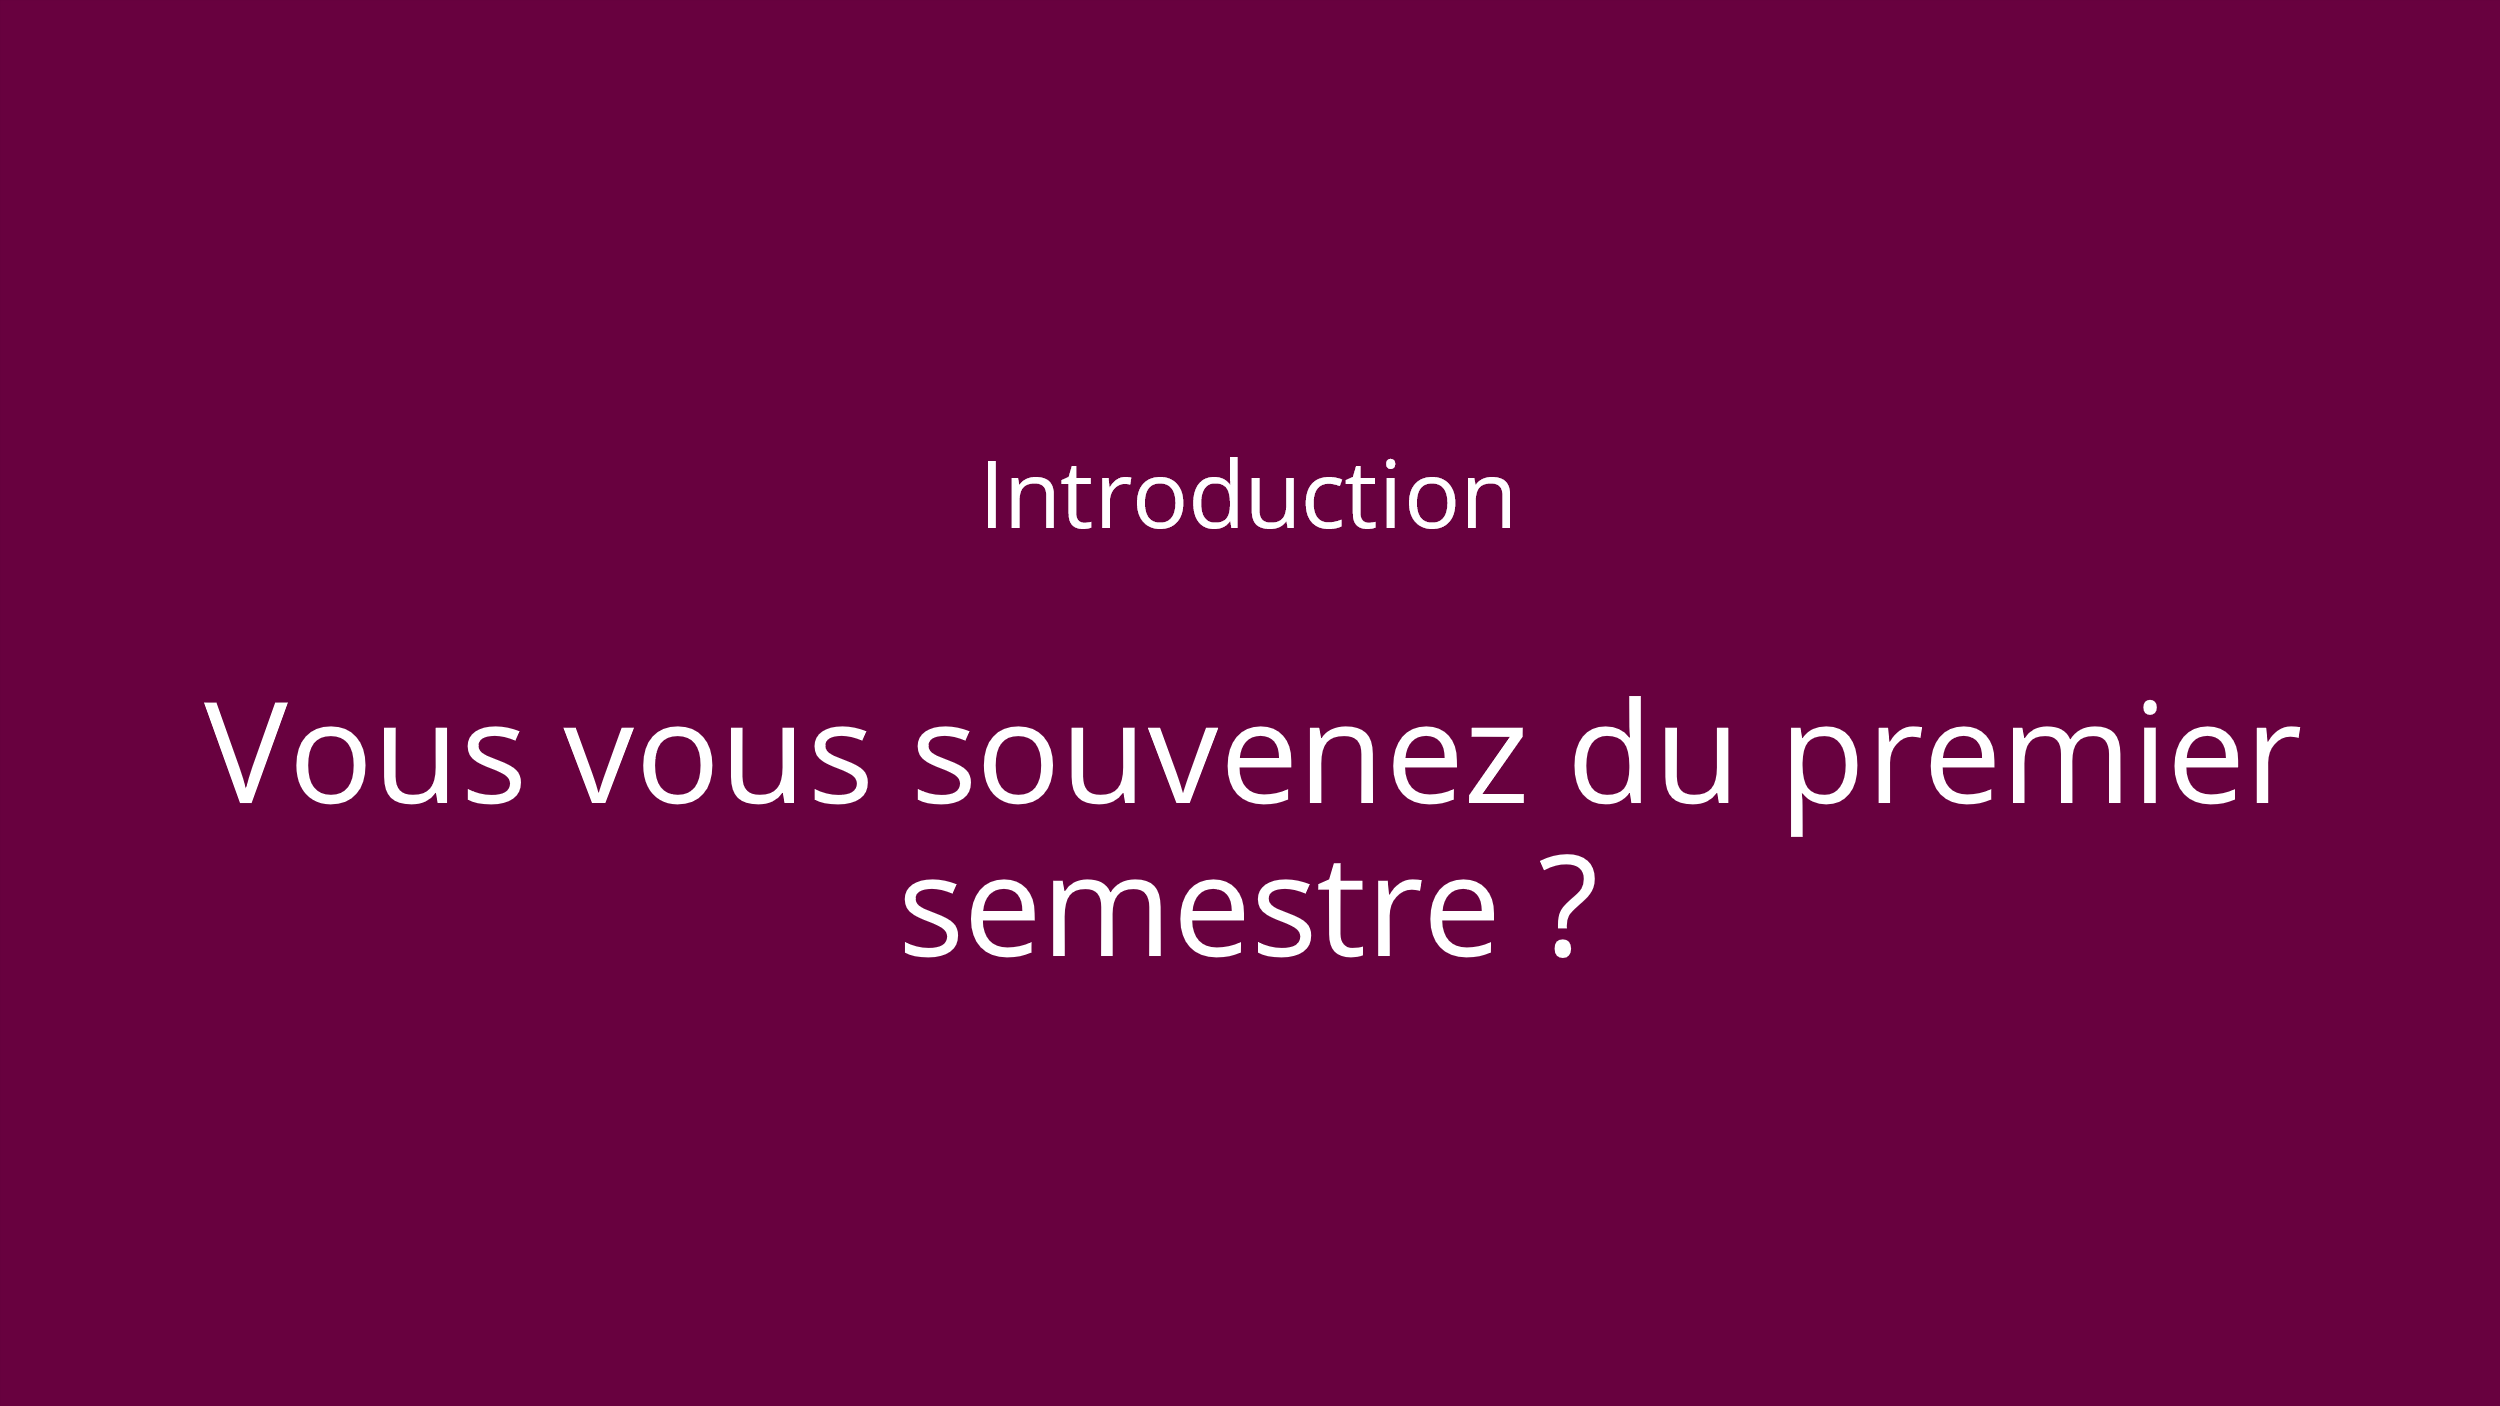 Introduction
Vous vous souvenez du premier
semestre ?